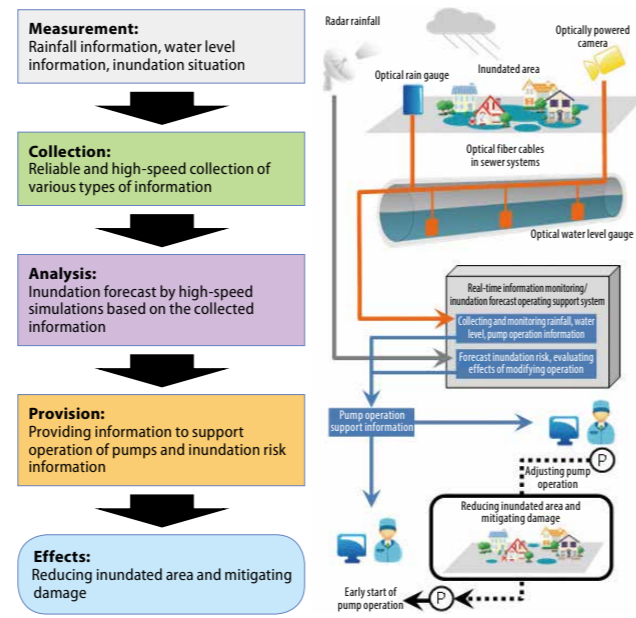 Measurement:
Rainfall information, water level
information, inundation situation
Collection:
Reliable and high-speed collection of
various types of information
Analysis:
Inundation forecast by high-speed
simulations based on the collected
information
Provision:
Providing information to support
operation of pumps and inundation risk
information
Effects:
Reducing inundated area and mitigating
damage
Radar rainfall
Optically powered
camera
Optical rain gauge
Inundated area
Optical fiber cables
in sewer systems
Optical water level gauge
Real-time information monitoring/
inundation forecast operating support system
Collecting and monitoring rainfall, water
level, pump operation information
Forecast inundation risk, evaluating
effects of modifying operation
Pump operation
support information
P
Adjusting pump
operation
Reducing inundated area and
mitigating damage
Early start of
pump operation
P